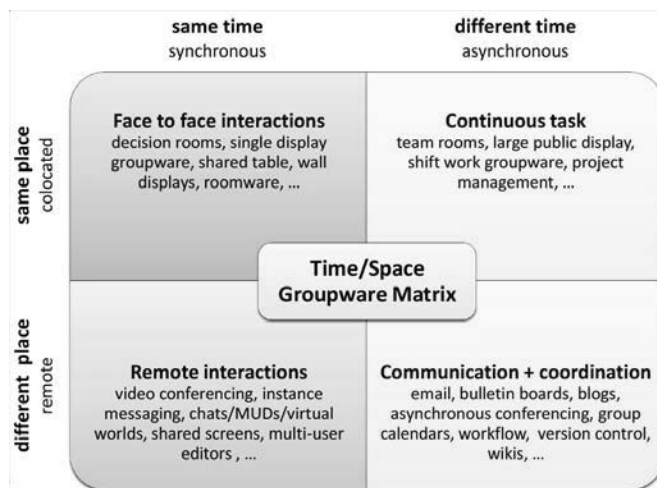 same time
synchronous
different time
asynchronous
same place
colocated
Face to face interactions
decision rooms, single display
groupware, shared table, wall
displays, roomware, ...
Continuous task
team rooms, large public display,
shift work groupware, project
management, ...
Time/Space
Groupware Matrix
different place
remote
Remote interactions
video conferencing, instance
messaging, chats/MUDs/virtual
worlds, shared screens, multi-user
editors , ...
Communication + coordination
email, bulletin boards, blogs,
asynchronous conferencing, group
calendars, workflow, version control,
wikis, ...